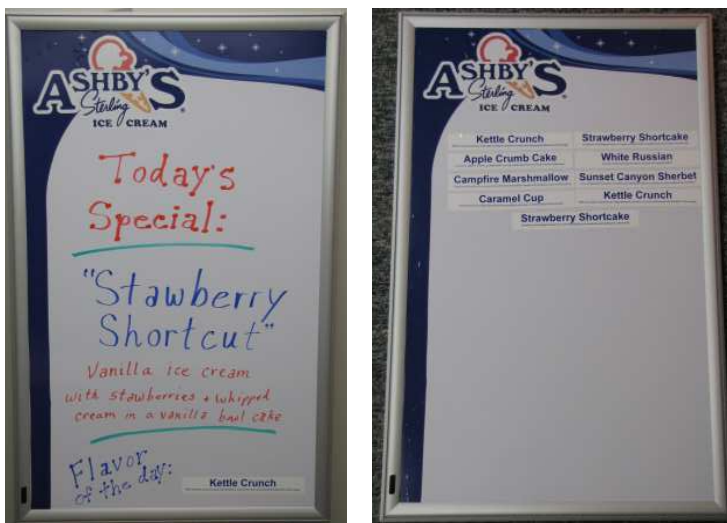 ASHBY'S
Sterling
ICE CREAM
Today's
Special:
"Stawberry
Shortcut"
Vanilla ice cream
with stawberries + whipped
cream in a vanilla bowl cake
Flavor
of the day:
Kettle Crunch
ASHBY'S
Sterling
ICE CREAM
Kettle Crunch Strawberry Shortcake
Apple Crumb Cake White Russian
Campfire Marshmallow Sunset Canyon Sherbet
Caramel Cup Kettle Crunch
Strawberry Shortcake